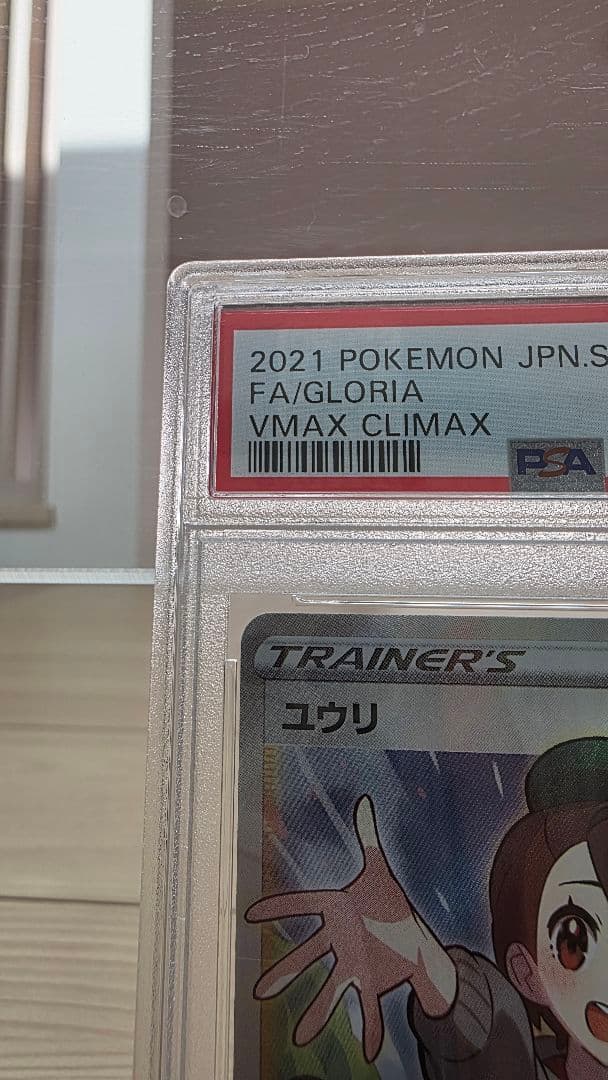 2021 POKEMON JPN.S
FA/GLORIA
VMAX CLIMAX
PSA
TRAINER'S
ユウリ